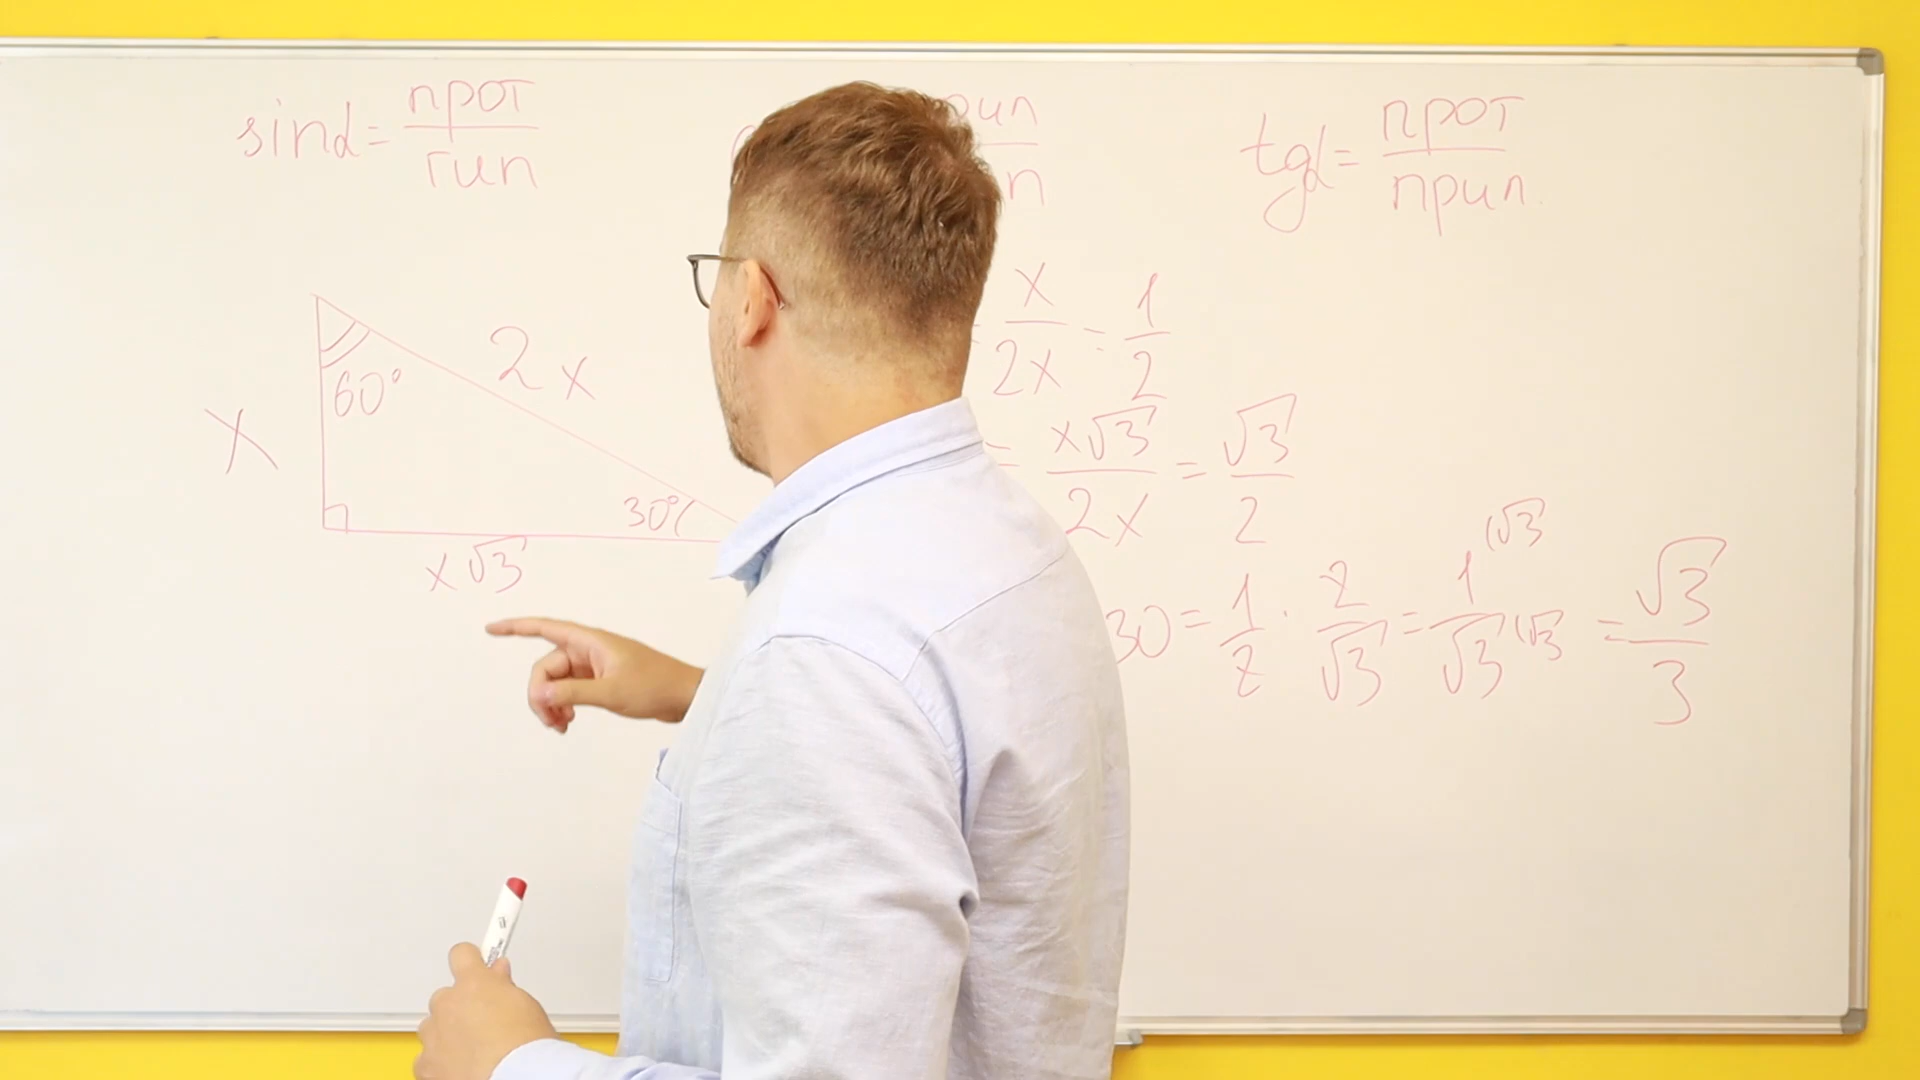 sinα = прот/гип
tgα = прот/прил
x/2x = 1/2
2x
60°
x
= x√3/2x = √3/2
30°
x√3
30 = 1/2 · 2/√3 = 1(√3/√3(√3 = √3/3